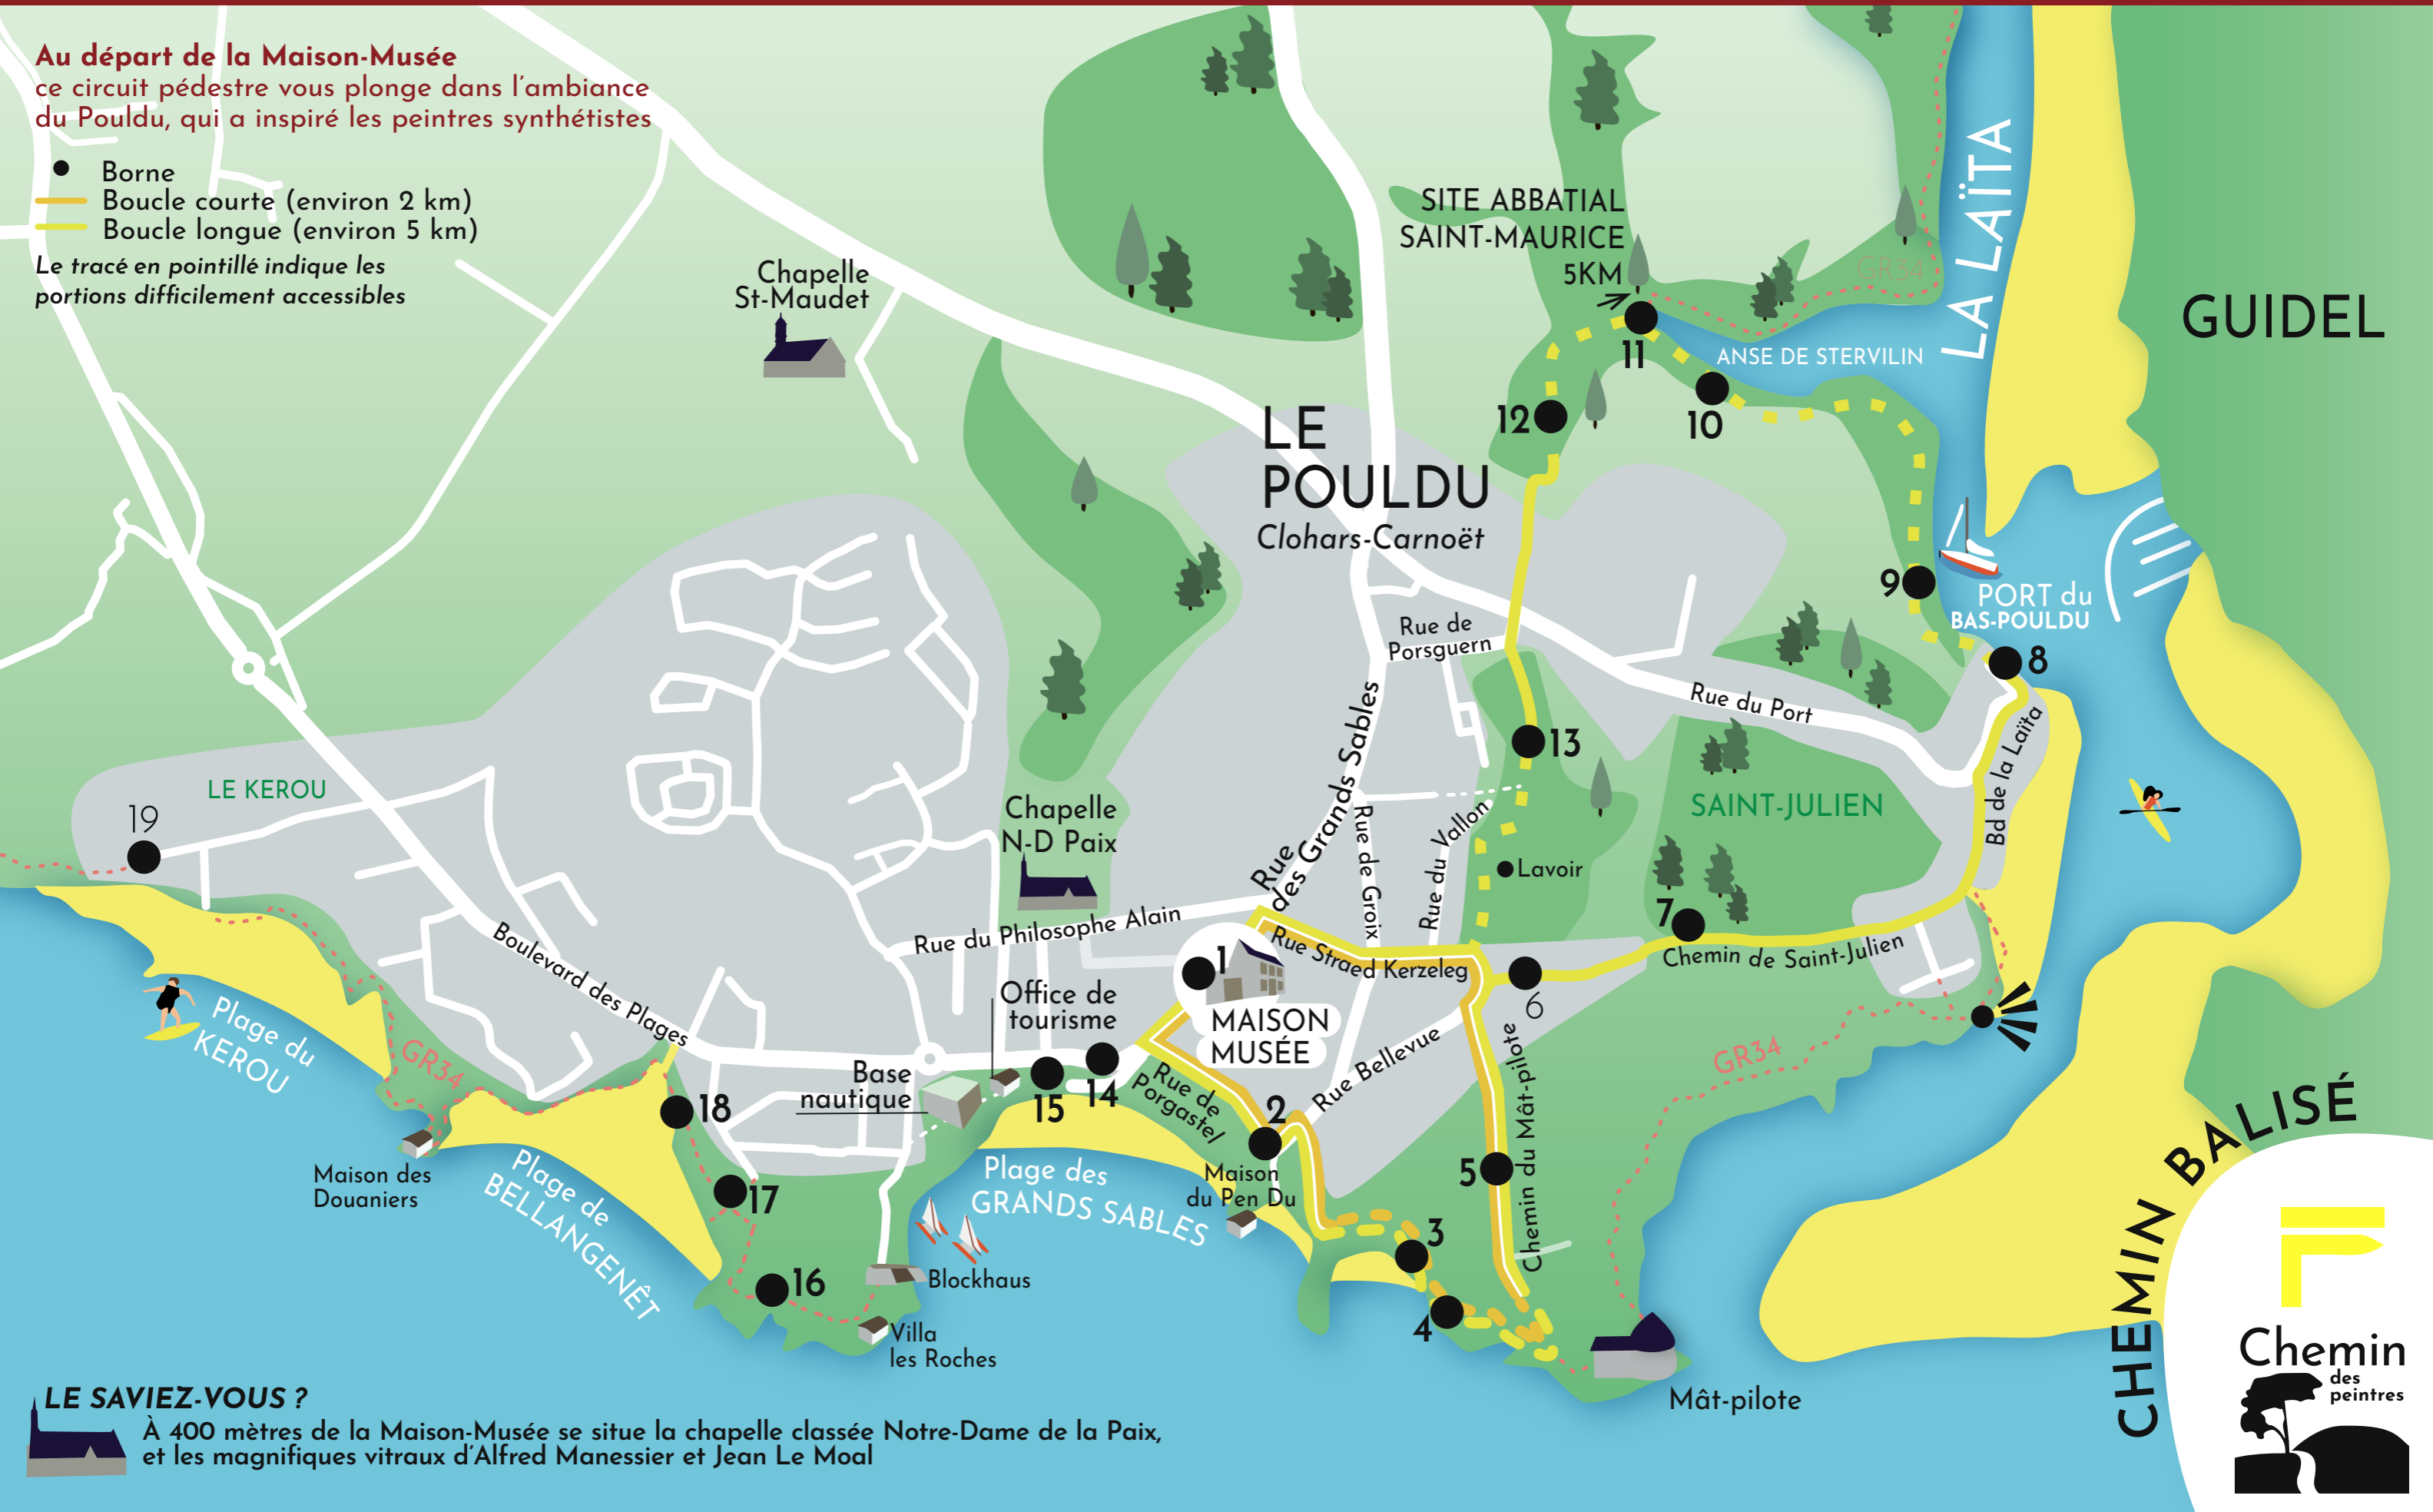 Au départ de la Maison-Musée
ce circuit pédestre vous plonge dans l'ambiance
du Pouldu, qui a inspiré les peintres synthétistes
Borne
Boucle courte (environ 2 km)
Boucle longue (environ 5 km)
Le tracé en pointillé indique les
portions difficilement accessibles
Chapelle
St-Maudet
SITE ABBATIAL
SAINT-MAURICE
5KM
GR34
LA LAÏTA
GUIDEL
11
ANSE DE STERVILIN
10
12
LE
POULDU
Clohars-Carnoët
9
PORT du
BAS-POULDU
8
Rue de
Porsguern
Rue du Port
Bd de la Laïta
13
SAINT-JULIEN
Rue
des Grands Sables
Rue de Groix
Rue du Vallon
Lavoir
7
Chemin de Saint-Julien
LE KEROU
19
Chapelle
N-D Paix
Rue du Philosophe Alain
Rue Straed Kerzeleg
1
MAISON
MUSÉE
6
Office de
tourisme
Boulevard des Plages
Base
nautique
15
14
Rue de
Porgastel
2
Rue Bellevue
Chemin du Mât-pilote
5
GR34
Plage du
KEROU
GR34
18
Maison des
Douaniers
Plage de
BELLANGENÊT
17
16
Plage des
GRANDS SABLES
Maison
du Pen Du
3
4
Blockhaus
Villa
les Roches
Mât-pilote
CHEMIN BALISÉ
Chemin
des
peintres
LE SAVIEZ-VOUS ?
À 400 mètres de la Maison-Musée se situe la chapelle classée Notre-Dame de la Paix,
et les magnifiques vitraux d'Alfred Manessier et Jean Le Moal